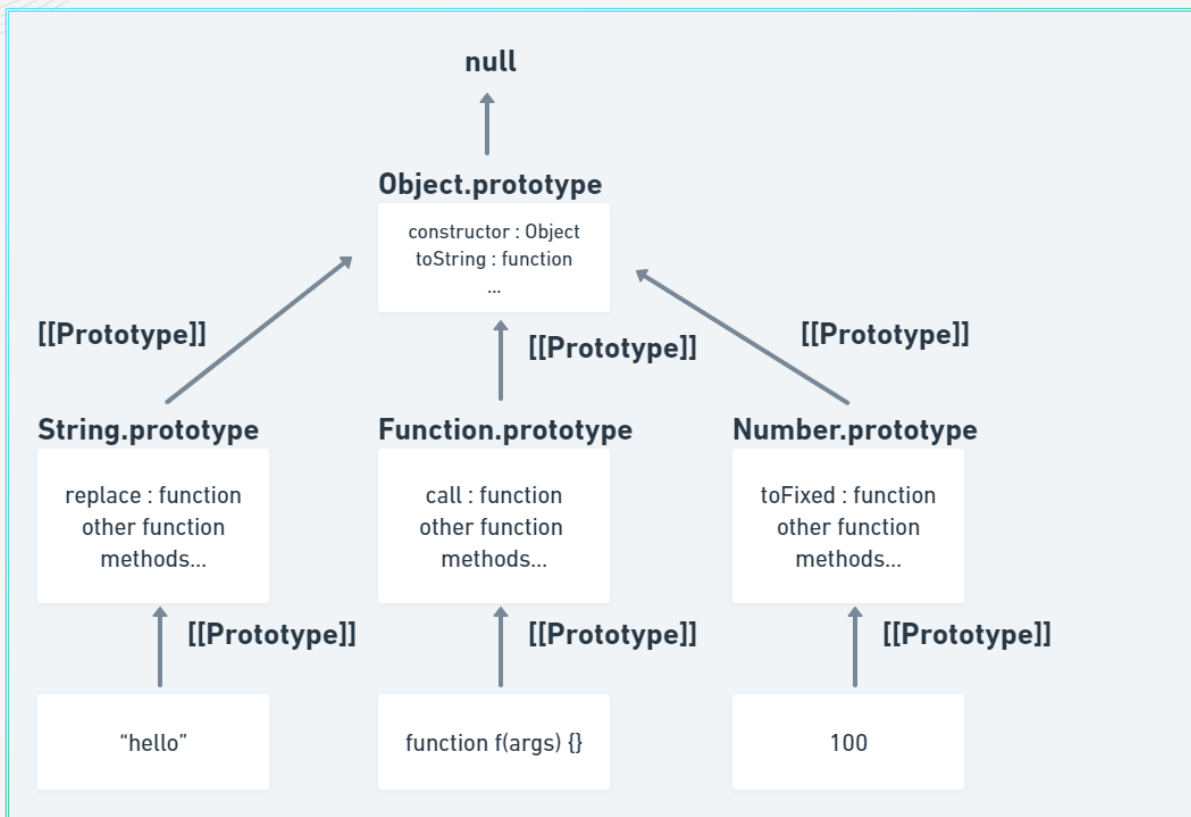 null
Object.prototype
constructor : Object
toString : function
...
[[Prototype]]
[[Prototype]]
[[Prototype]]
String.prototype
Function.prototype
Number.prototype
replace : function
other function
methods...
call : function
other function
methods...
toFixed : function
other function
methods...
[[Prototype]]
[[Prototype]]
[[Prototype]]
“hello”
function f(args) {}
100